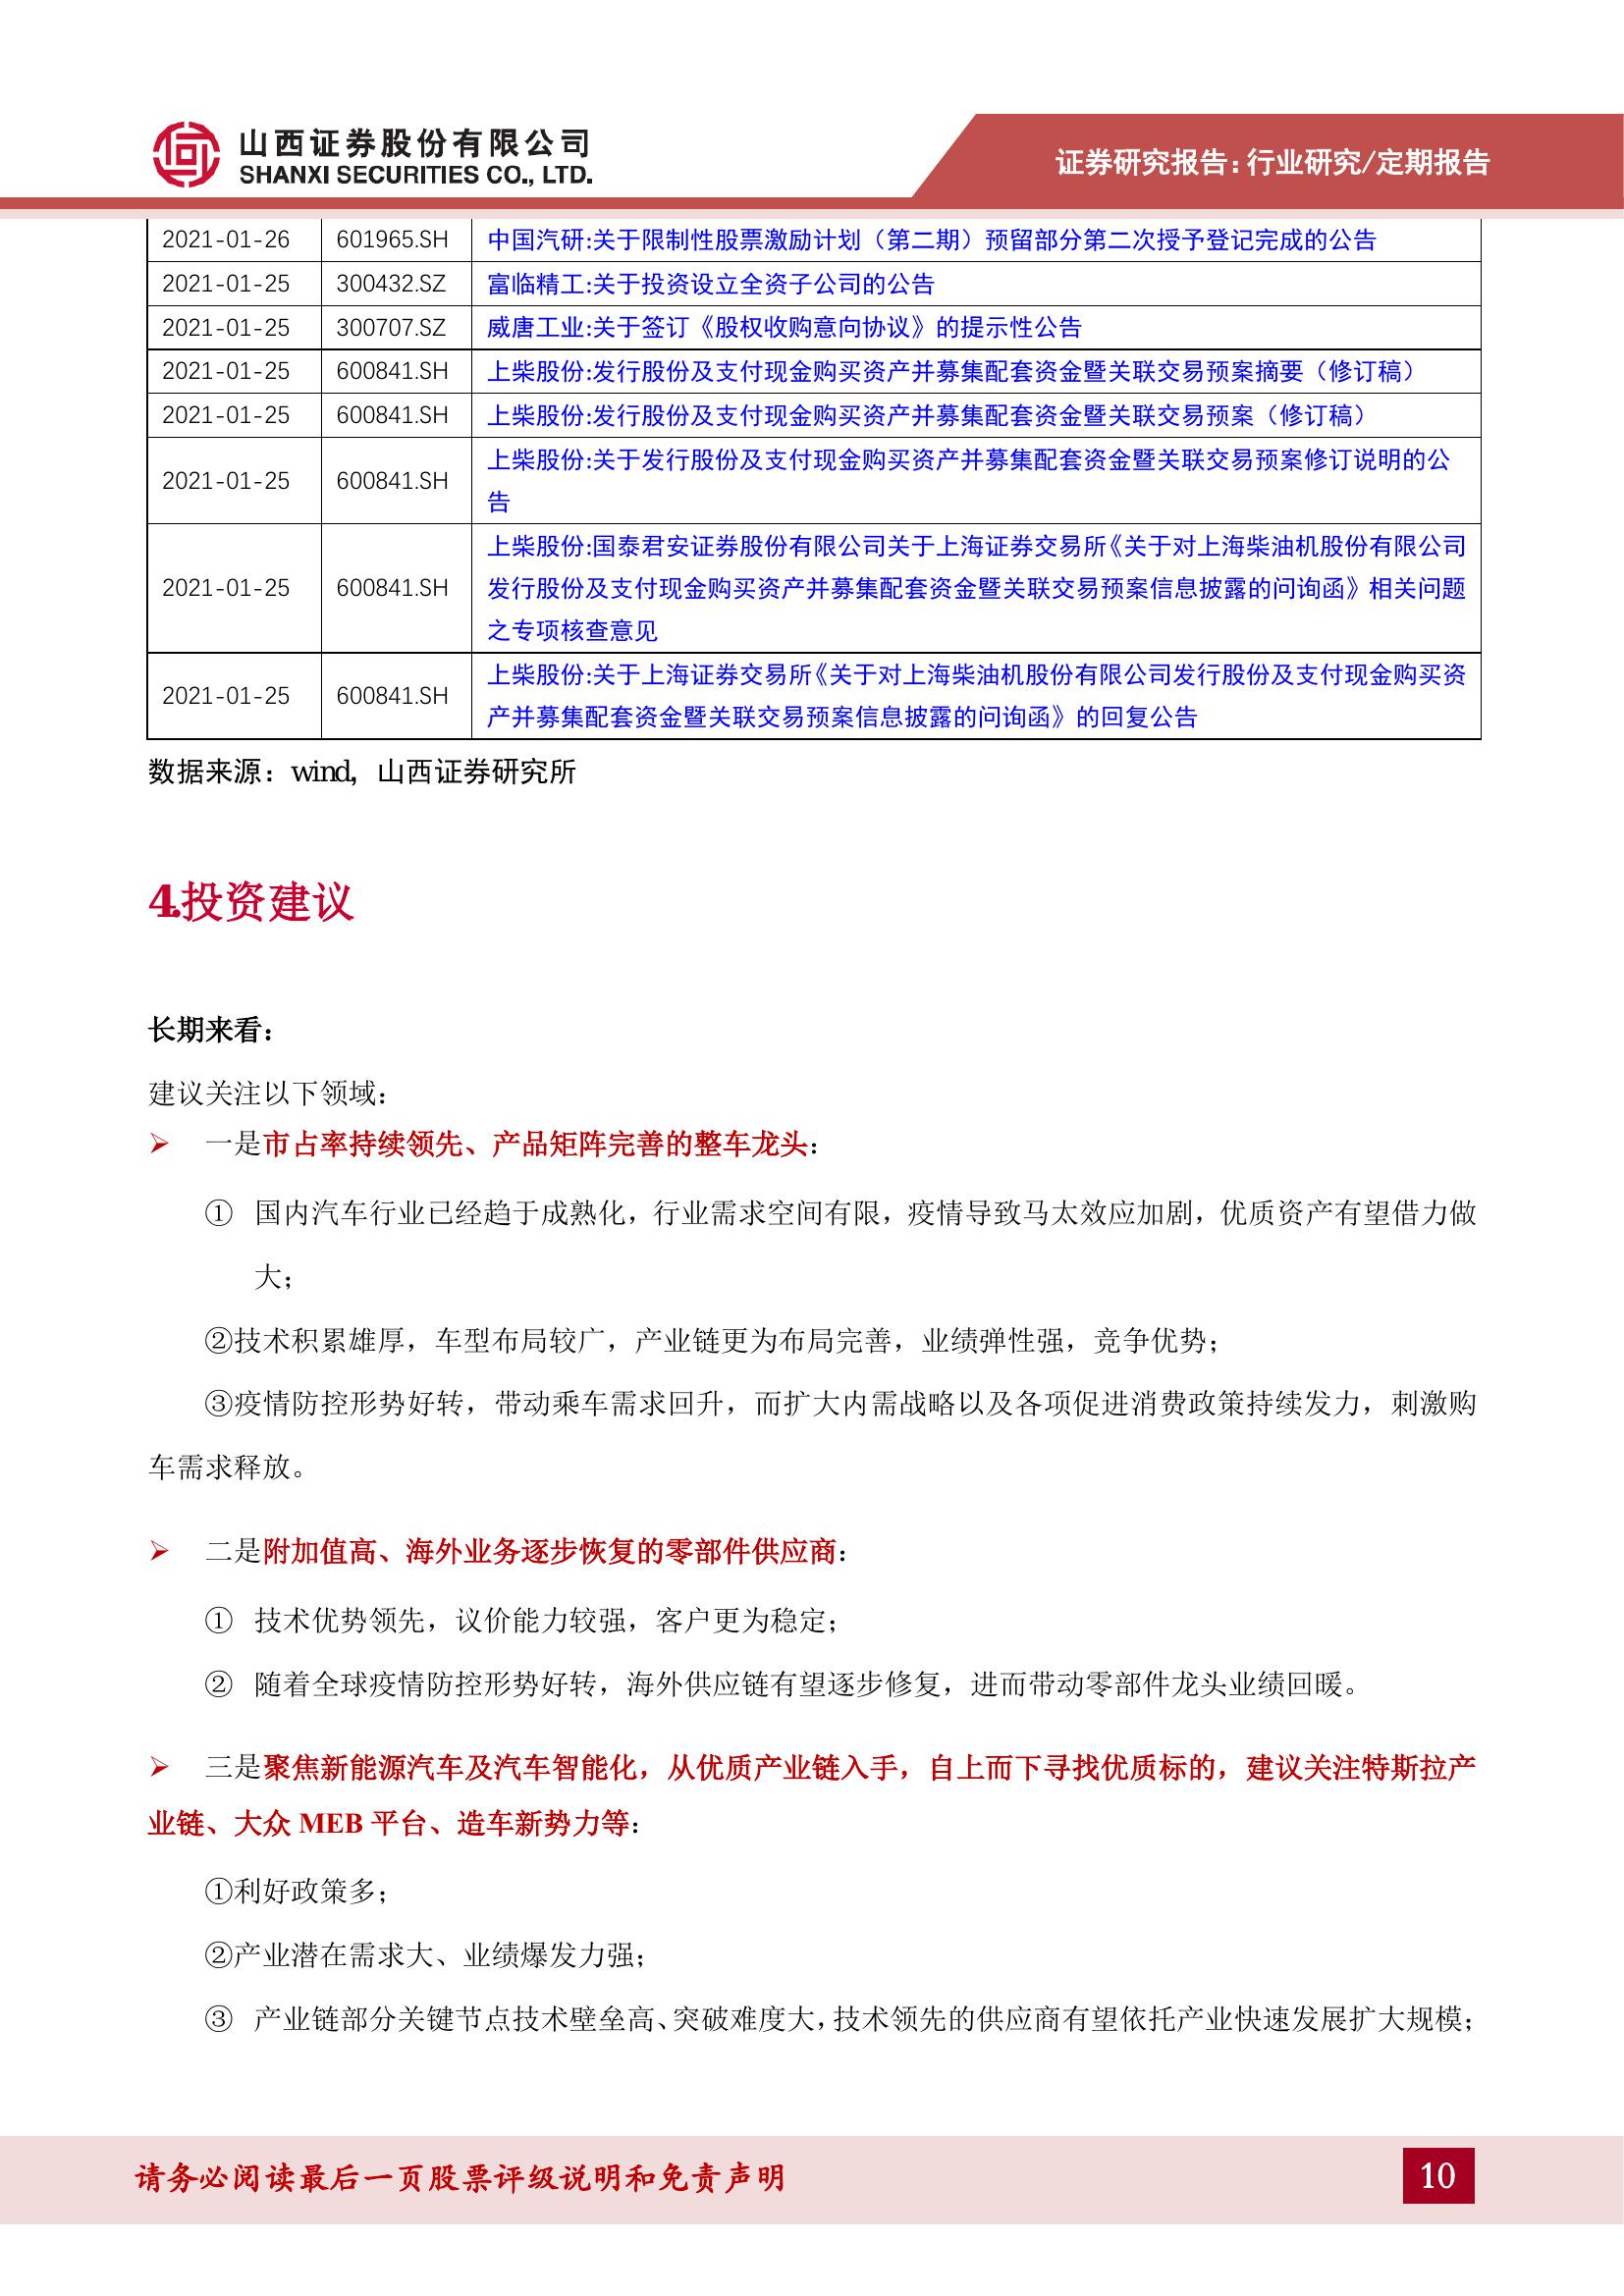 山西证券股份有限公司
SHANXI SECURITIES CO., LTD.
证券研究报告:行业研究/定期报告
2021-01-26 601965.SH 中国汽研:关于限制性股票激励计划（第二期）预留部分第二次授予登记完成的公告
2021-01-25 300432.SZ 富临精工:关于投资设立全资子公司的公告
2021-01-25 300707.SZ 威唐工业:关于签订《股权收购意向协议》的提示性公告
2021-01-25 600841.SH 上柴股份:发行股份及支付现金购买资产并募集配套资金暨关联交易预案摘要（修订稿）
2021-01-25 600841.SH 上柴股份:发行股份及支付现金购买资产并募集配套资金暨关联交易预案（修订稿）
2021-01-25 600841.SH 上柴股份:关于发行股份及支付现金购买资产并募集配套资金暨关联交易预案修订说明的公
告
2021-01-25 600841.SH 上柴股份:国泰君安证券股份有限公司关于上海证券交易所《关于对上海柴油机股份有限公司
发行股份及支付现金购买资产并募集配套资金暨关联交易预案信息披露的问询函》相关问题
之专项核查意见
2021-01-25 600841.SH 上柴股份:关于上海证券交易所《关于对上海柴油机股份有限公司发行股份及支付现金购买资
产并募集配套资金暨关联交易预案信息披露的问询函》的回复公告
数据来源：wind，山西证券研究所
4.投资建议
长期来看：
建议关注以下领域：
➢ 一是市占率持续领先、产品矩阵完善的整车龙头：
① 国内汽车行业已经趋于成熟化，行业需求空间有限，疫情导致马太效应加剧，优质资产有望借力做
大；
②技术积累雄厚，车型布局较广，产业链更为布局完善，业绩弹性强，竞争优势；
③疫情防控形势好转，带动乘车需求回升，而扩大内需战略以及各项促进消费政策持续发力，刺激购
车需求释放。
➢ 二是附加值高、海外业务逐步恢复的零部件供应商：
① 技术优势领先，议价能力较强，客户更为稳定；
② 随着全球疫情防控形势好转，海外供应链有望逐步修复，进而带动零部件龙头业绩回暖。
➢ 三是聚焦新能源汽车及汽车智能化，从优质产业链入手，自上而下寻找优质标的，建议关注特斯拉产
业链、大众 MEB 平台、造车新势力等：
①利好政策多；
②产业潜在需求大、业绩爆发力强；
③ 产业链部分关键节点技术壁垒高、突破难度大，技术领先的供应商有望依托产业快速发展扩大规模；
请务必阅读最后一页股票评级说明和免责声明
10